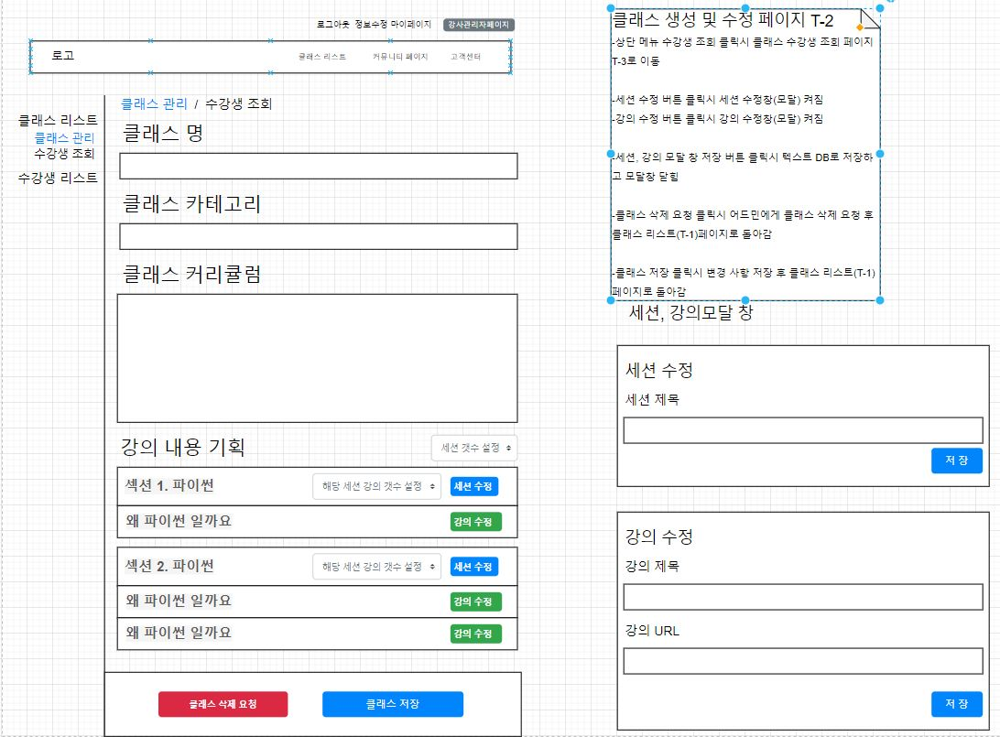 로그아웃 정보수정 마이페이지 강사관리자페이지
로고
클래스 리스트 커뮤니티 페이지 고객센터
클래스 리스트
클래스 관리
수강생 조회
수강생 리스트
클래스 관리 / 수강생 조회
클래스 명
클래스 카테고리
클래스 커리큘럼
강의 내용 기획 세션 갯수 설정
섹션 1. 파이썬 해당 세션 강의 갯수 설정 세션 수정
왜 파이썬 일까요 강의 수정
섹션 2. 파이썬 해당 세션 강의 갯수 설정 세션 수정
왜 파이썬 일까요 강의 수정
왜 파이썬 일까요 강의 수정
클래스 삭제 요청 클래스 저장
클래스 생성 및 수정 페이지 T-2
-상단 메뉴 수강생 조회 클릭시 클래스 수강생 조회 페이지
T-3로 이동
-세션 수정 버튼 클릭시 세션 수정창(모달) 켜짐
-강의 수정 버튼 클릭시 강의 수정창(모달) 켜짐
-세션, 강의 모달 창 저장 버튼 클릭시 텍스트 DB로 저장하
고 모달창 닫힘
-클래스 삭제 요청 클릭시 어드민에게 클래스 삭제 요청 후
클래스 리스트(T-1)페이지로 돌아감
-클래스 저장 클릭시 변경 사항 저장 후 클래스 리스트(T-1)
페이지로 돌아감
세션, 강의모달 창
세션 수정
세션 제목
저 장
강의 수정
강의 제목
강의 URL
저 장